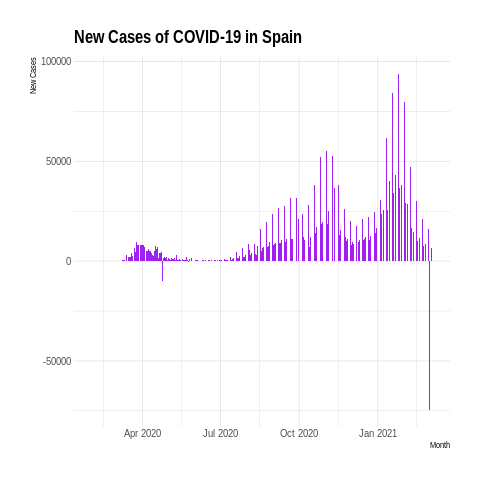 New Cases of COVID-19 in Spain
New Cases
100000
50000
0
-50000
Apr 2020 Jul 2020 Oct 2020 Jan 2021
Month